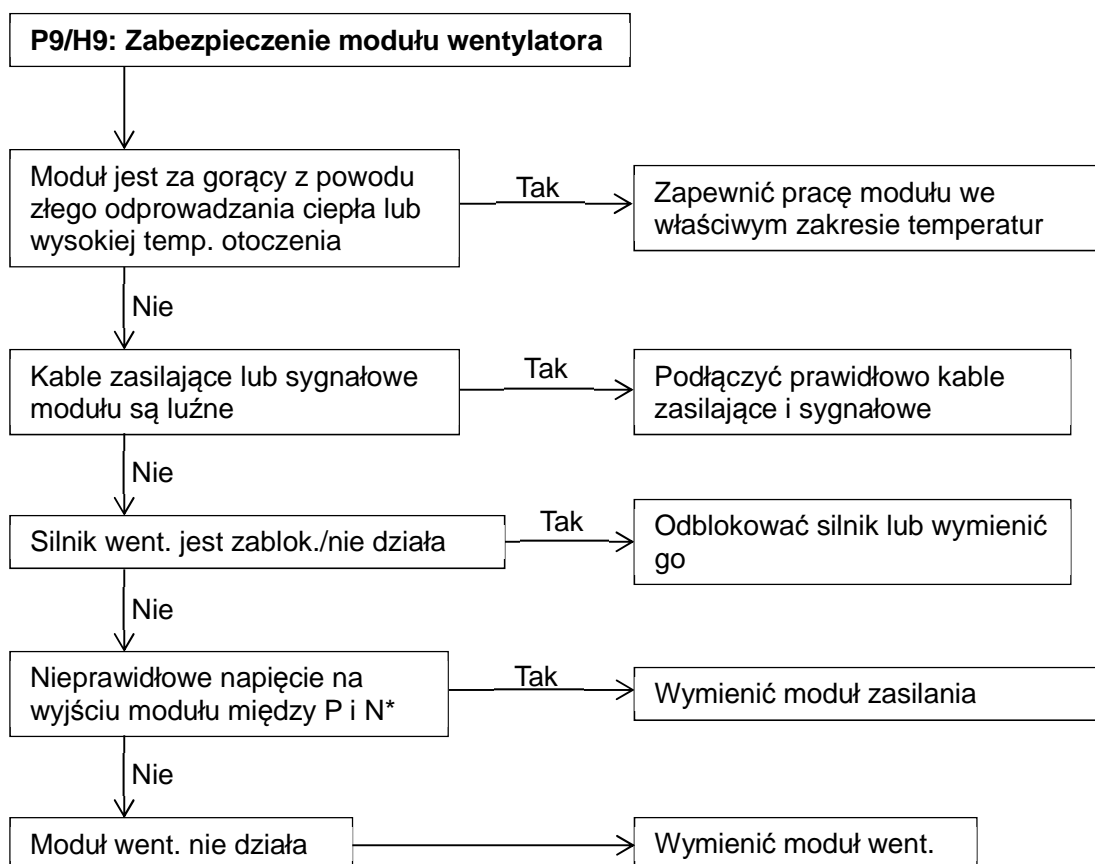 P9/H9: Zabezpieczenie modułu wentylatora
Moduł jest za gorący z powodu
złego odprowadzania ciepła lub
wysokiej temp. otoczenia
Tak
Zapewnić pracę modułu we
właściwym zakresie temperatur
Nie
Kable zasilające lub sygnałowe
modułu są luźne
Tak
Podłączyć prawidłowo kable
zasilające i sygnałowe
Nie
Silnik went. jest zablok./nie działa
Tak
Odblokować silnik lub wymienić
go
Nie
Nieprawidłowe napięcie na
wyjściu modułu między P i N*
Tak
Wymienić moduł zasilania
Nie
Moduł went. nie działa
Wymienić moduł went.